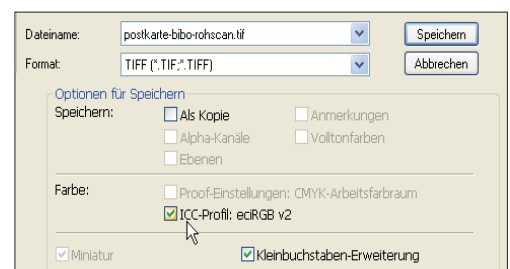 Dateiname: postkarte-bibo-rohscan.tif Speichern
Format: TIFF (*.TIF;*.TIFF) Abbrechen
Optionen für Speichern
Speichern: Als Kopie Anmerkungen
Alpha-Kanäle Volltonfarben
Ebenen
Farbe: Proof-Einstellungen: CMYK-Arbeitsfarbraum
ICC-Profil: eciRGB v2
Miniatur Kleinbuchstaben-Erweiterung